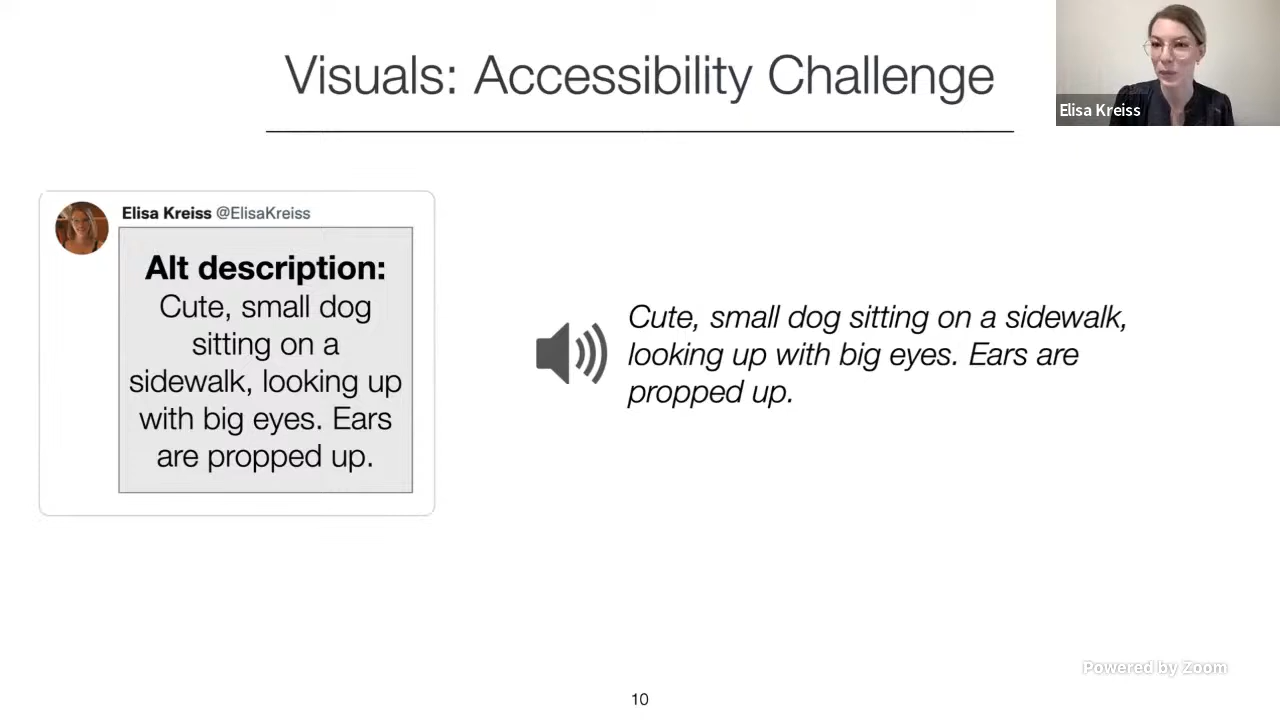 Visuals: Accessibility Challenge
Elisa Kreiss
Elisa Kreiss @ElisaKreiss
Alt description:
Cute, small dog
sitting on a
sidewalk, looking up
with big eyes. Ears
are propped up.
Cute, small dog sitting on a sidewalk,
looking up with big eyes. Ears are
propped up.
Powered by Zoom
10